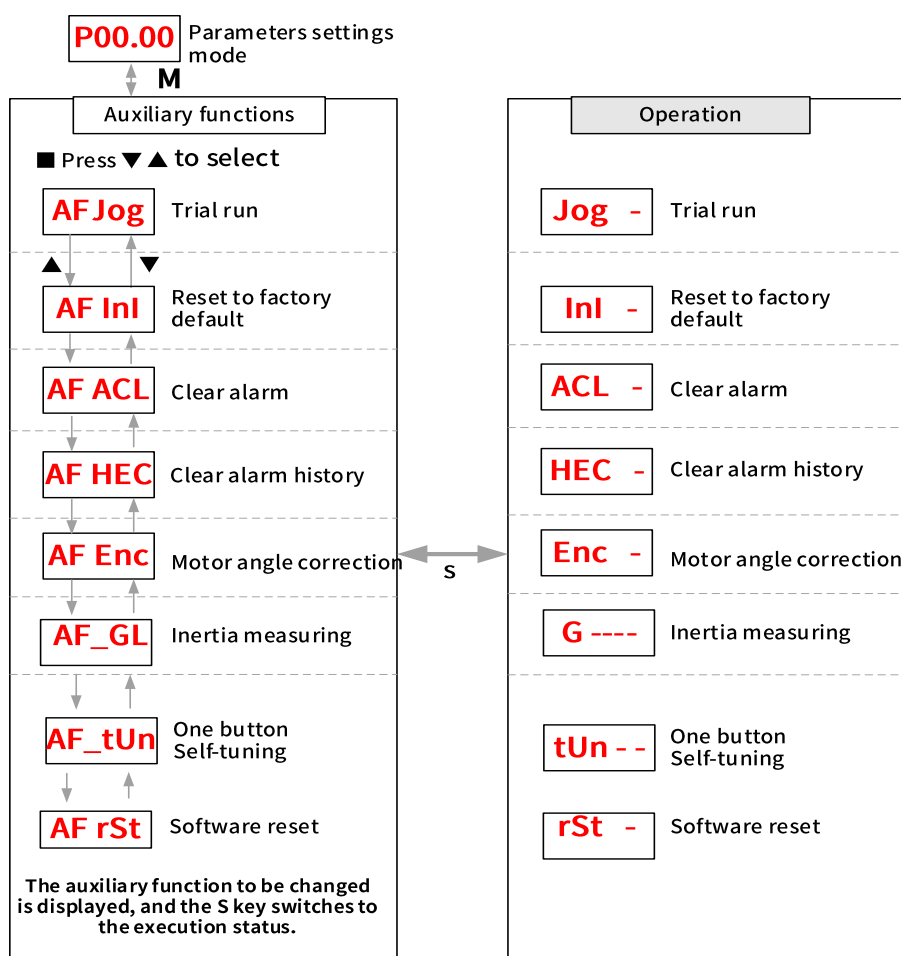 P00.00
Parameters settings
mode
M
Auxiliary functions
■ Press ▼ ▲ to select
AF Jog
Trial run
▲ ▼
AF InI
Reset to factory
default
AF ACL
Clear alarm
AF HEC
Clear alarm history
AF Enc
Motor angle correction
AF_GL
Inertia measuring
AF_tUn
One button
Self-tuning
AF rSt
Software reset
The auxiliary function to be changed
is displayed, and the S key switches to
the execution status.
S
Operation
Jog -
Trial run
InI -
Reset to factory
default
ACL -
Clear alarm
HEC -
Clear alarm history
Enc -
Motor angle correction
G ----
Inertia measuring
tUn - -
One button
Self-tuning
rSt -
Software reset